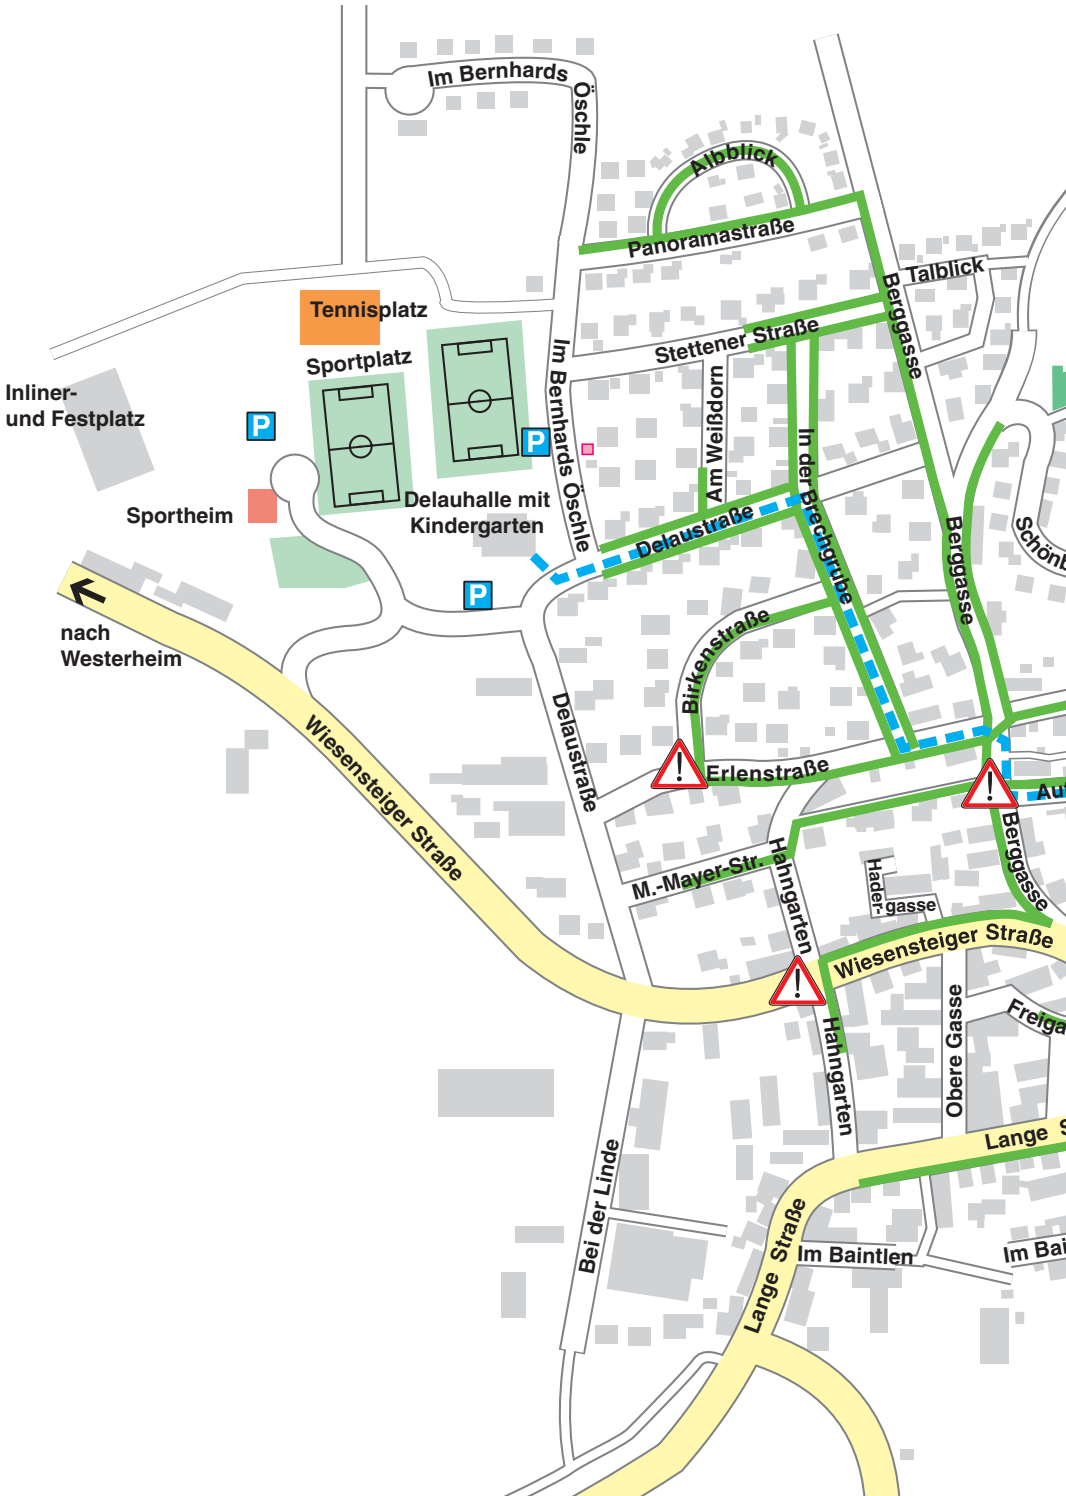 Im Bernhards
Öschle
Albblick
Panoramastraße
Talblick
Berggasse
Tennisplatz
Stettener Straße
Sportplatz
Im Bernhards Öschle
Inliner-
und Festplatz
P
P
Am Weißdorn
In der Brechgrube
Delauhalle mit
Kindergarten
Sportheim
Delaustraße
Berggasse
P
nach
Westerheim
Birkenstraße
Delaustraße
Wiesensteiger Straße
!
Erlenstraße
!
Berggasse
M.-Mayer-Str.
Hahngarten
Hader-
gasse
Wiesensteiger Straße
!
Hahngarten
Obere Gasse
Lange
Bei der Linde
Lange Straße
Im Baintlen
Im